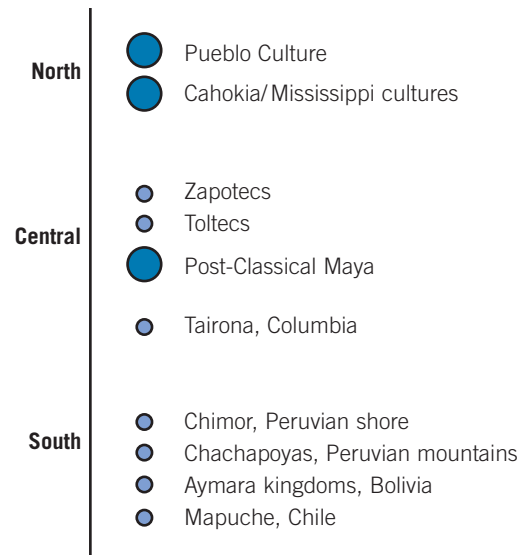 North
Pueblo Culture
Cahokia/Mississippi cultures
Zapotecs
Toltecs
Central
Post-Classical Maya
Tairona, Columbia
Chimor, Peruvian shore
South
Chachapoyas, Peruvian mountains
Aymara kingdoms, Bolivia
Mapuche, Chile